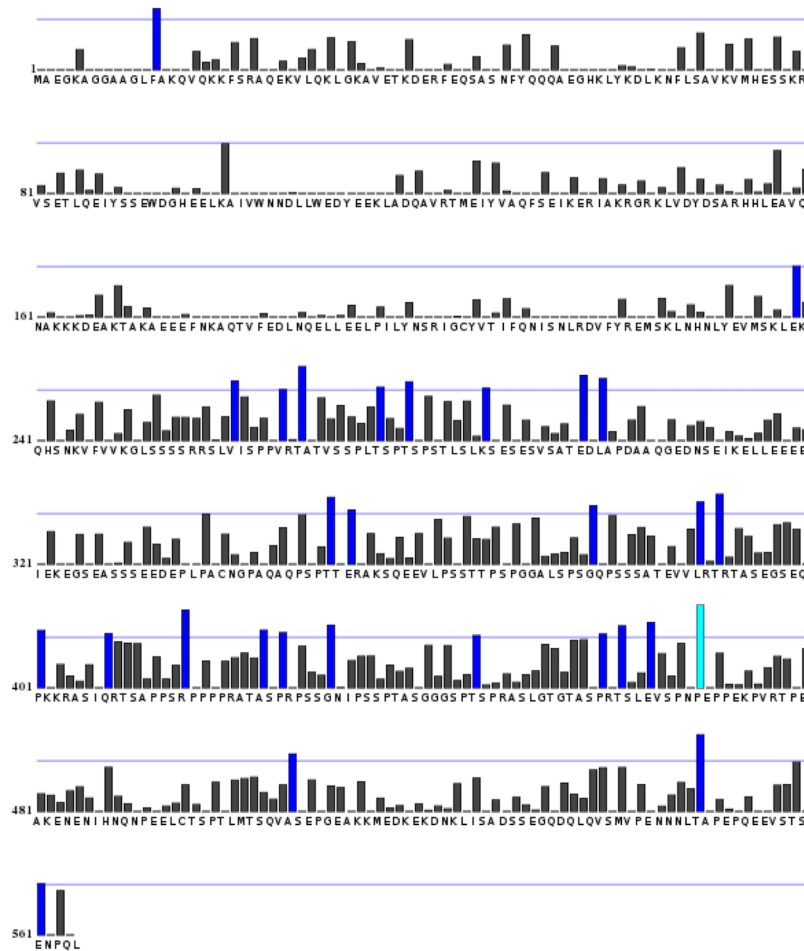 1
MAEGKAGGAAGLFAKQVQKKFSRAQEKVLQKLGKAVETKDERFEQSASNFYQQQAEGHKLYKDLKNFLSAVKVMHESSKR
81
VSETLQEIYSSEWDGHEELKAIVWNNDLLWEDYEEKLADQAVRTMEIYVAQFSEIKERIAKRGRKLVDYDSARHHLEAVQ
161
NAKKKDEAKTAKAEEEFNKAQTVFEDLNQELLEELPILYNSRIGCYVTIFQNISNLRDVFYREMSKLNHNLYEVMSKLEK
241
QHSNKVFVVKGLSSSSRRSLVISPPVRTATVSSPLTSPTSPSTLSLKSESESVSATEDLAPDAAQGEDNSEIKELLEEEE
321
IEKEGSEASSSEEDEPLPACNGPAQAQPSPTTERAKSQEEVLPSSTTPSPGGALSPSGQPSSSATEVVLRTRTASEGSEQ
401
PKKRASIQRTSAPPSRPPPPRATASPRPSSGNIPSSPTASGGGSPTSPRASLGTGTASPRTSLEVSPNPEPPEKPVRTPE
481
AKENENIHNQNPEELCTSPTLMTSQVASEPGEAKKMEDKEKDNKLISADSSEGQDQLQVSMVPENNNLTAPEPQEEVSTS
561
ENPQL